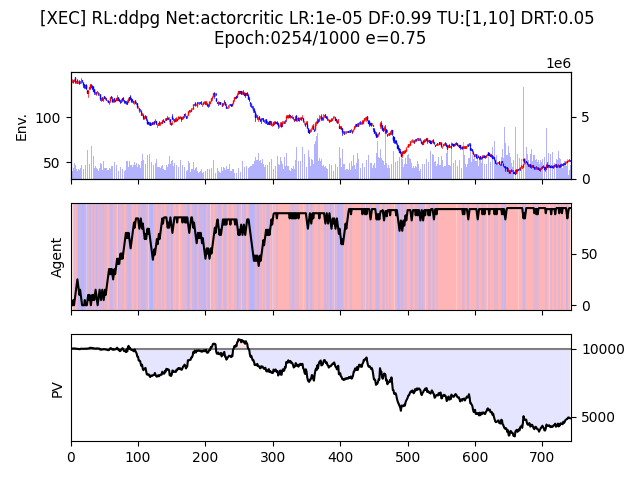 [XEC] RL:ddpg Net:actorcritic LR:1e-05 DF:0.99 TU:[1,10] DRT:0.05
Epoch:0254/1000 e=0.75
1e6
Env.
100
50
5
0
Agent
50
0
PV
10000
5000
0 100 200 300 400 500 600 700